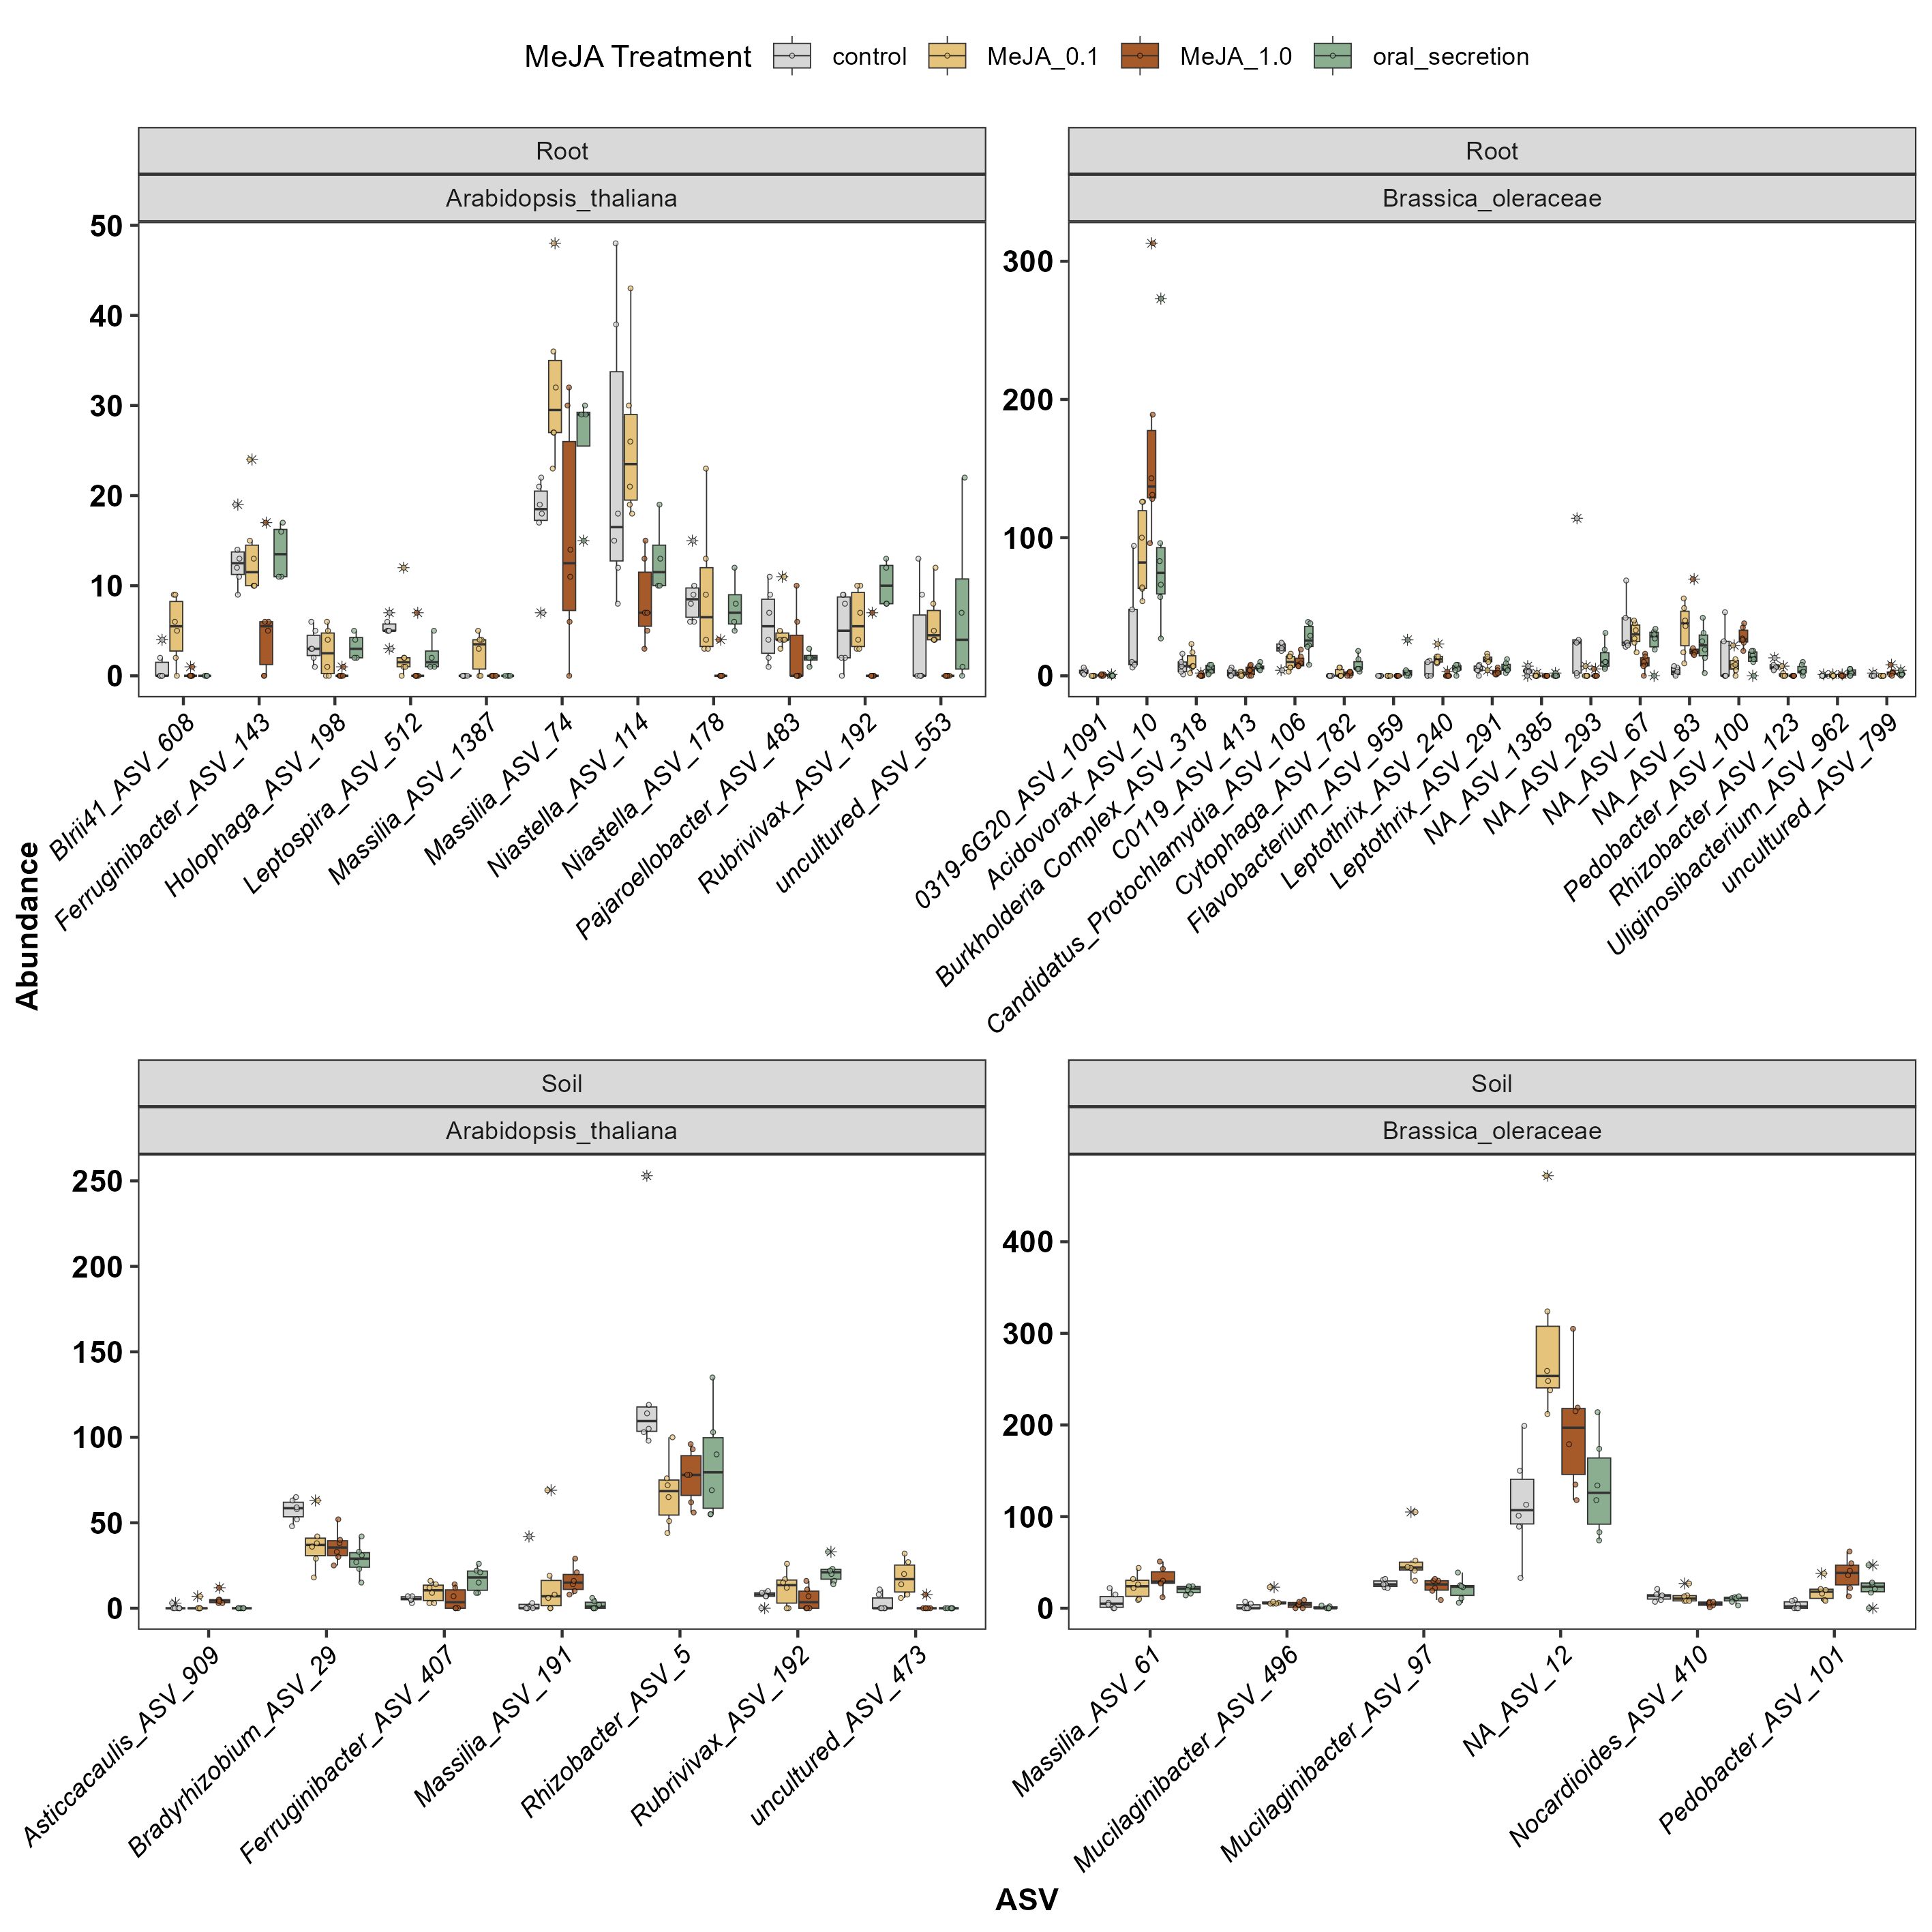 MeJA Treatment control MeJA_0.1 MeJA_1.0 oral_secretion
Root
Arabidopsis_thaliana
50
40
30
20
10
0
Blrii41_ASV_608
Ferruginibacter_ASV_143
Holophaga_ASV_198
Leptospira_ASV_512
Massilia_ASV_1387
Massilia_ASV_74
Niastella_ASV_114
Niastella_ASV_178
Pajaroellobacter_ASV_483
Rubrivivax_ASV_192
uncultured_ASV_553
Root
Brassica_oleraceae
300
200
100
0
0319-6G20_ASV_1091
Acidovorax_ASV_10
Burkholderia Complex_ASV_318
C0119_ASV_413
Candidatus_Protochlamydia_ASV_106
Cytophaga_ASV_782
Flavobacterium_ASV_959
Leptothrix_ASV_240
Leptothrix_ASV_291
NA_ASV_1385
NA_ASV_293
NA_ASV_67
NA_ASV_83
Pedobacter_ASV_100
Rhizobacter_ASV_123
Uliginosibacterium_ASV_962
uncultured_ASV_799
Abundance
Soil
Arabidopsis_thaliana
250
200
150
100
50
0
Asticcacaulis_ASV_909
Bradyrhizobium_ASV_29
Ferruginibacter_ASV_407
Massilia_ASV_191
Rhizobacter_ASV_5
Rubrivivax_ASV_192
uncultured_ASV_473
Soil
Brassica_oleraceae
400
300
200
100
0
Massilia_ASV_61
Mucilaginibacter_ASV_496
Mucilaginibacter_ASV_97
NA_ASV_12
Nocardioides_ASV_410
Pedobacter_ASV_101
ASV